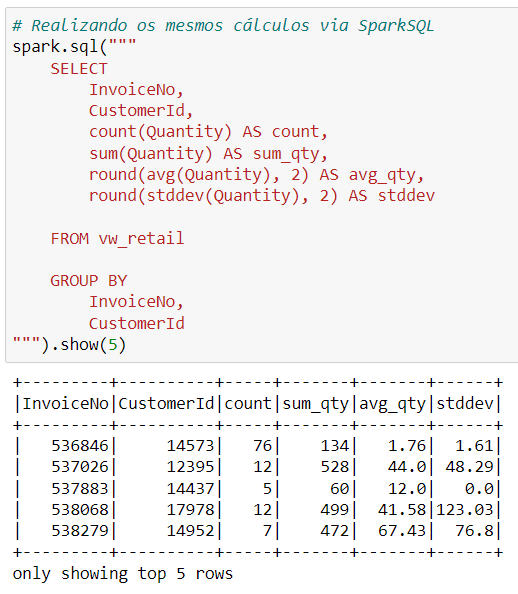 # Realizando os mesmos cálculos via SparkSQL
spark.sql("""
    SELECT
        InvoiceNo,
        CustomerId,
        count(Quantity) AS count,
        sum(Quantity) AS sum_qty,
        round(avg(Quantity), 2) AS avg_qty,
        round(stddev(Quantity), 2) AS stddev

    FROM vw_retail

    GROUP BY
        InvoiceNo,
        CustomerId
""").show(5)
+---------+----------+-----+-------+-------+------+
|InvoiceNo|CustomerId|count|sum_qty|avg_qty|stddev|
+---------+----------+-----+-------+-------+------+
|   536846|     14573|   76|    134|   1.76|  1.61|
|   537026|     12395|   12|    528|   44.0| 48.29|
|   537883|     14437|    5|     60|   12.0|   0.0|
|   538068|     17978|   12|    499|  41.58|123.03|
|   538279|     14952|    7|    472|  67.43|  76.8|
+---------+----------+-----+-------+-------+------+
only showing top 5 rows